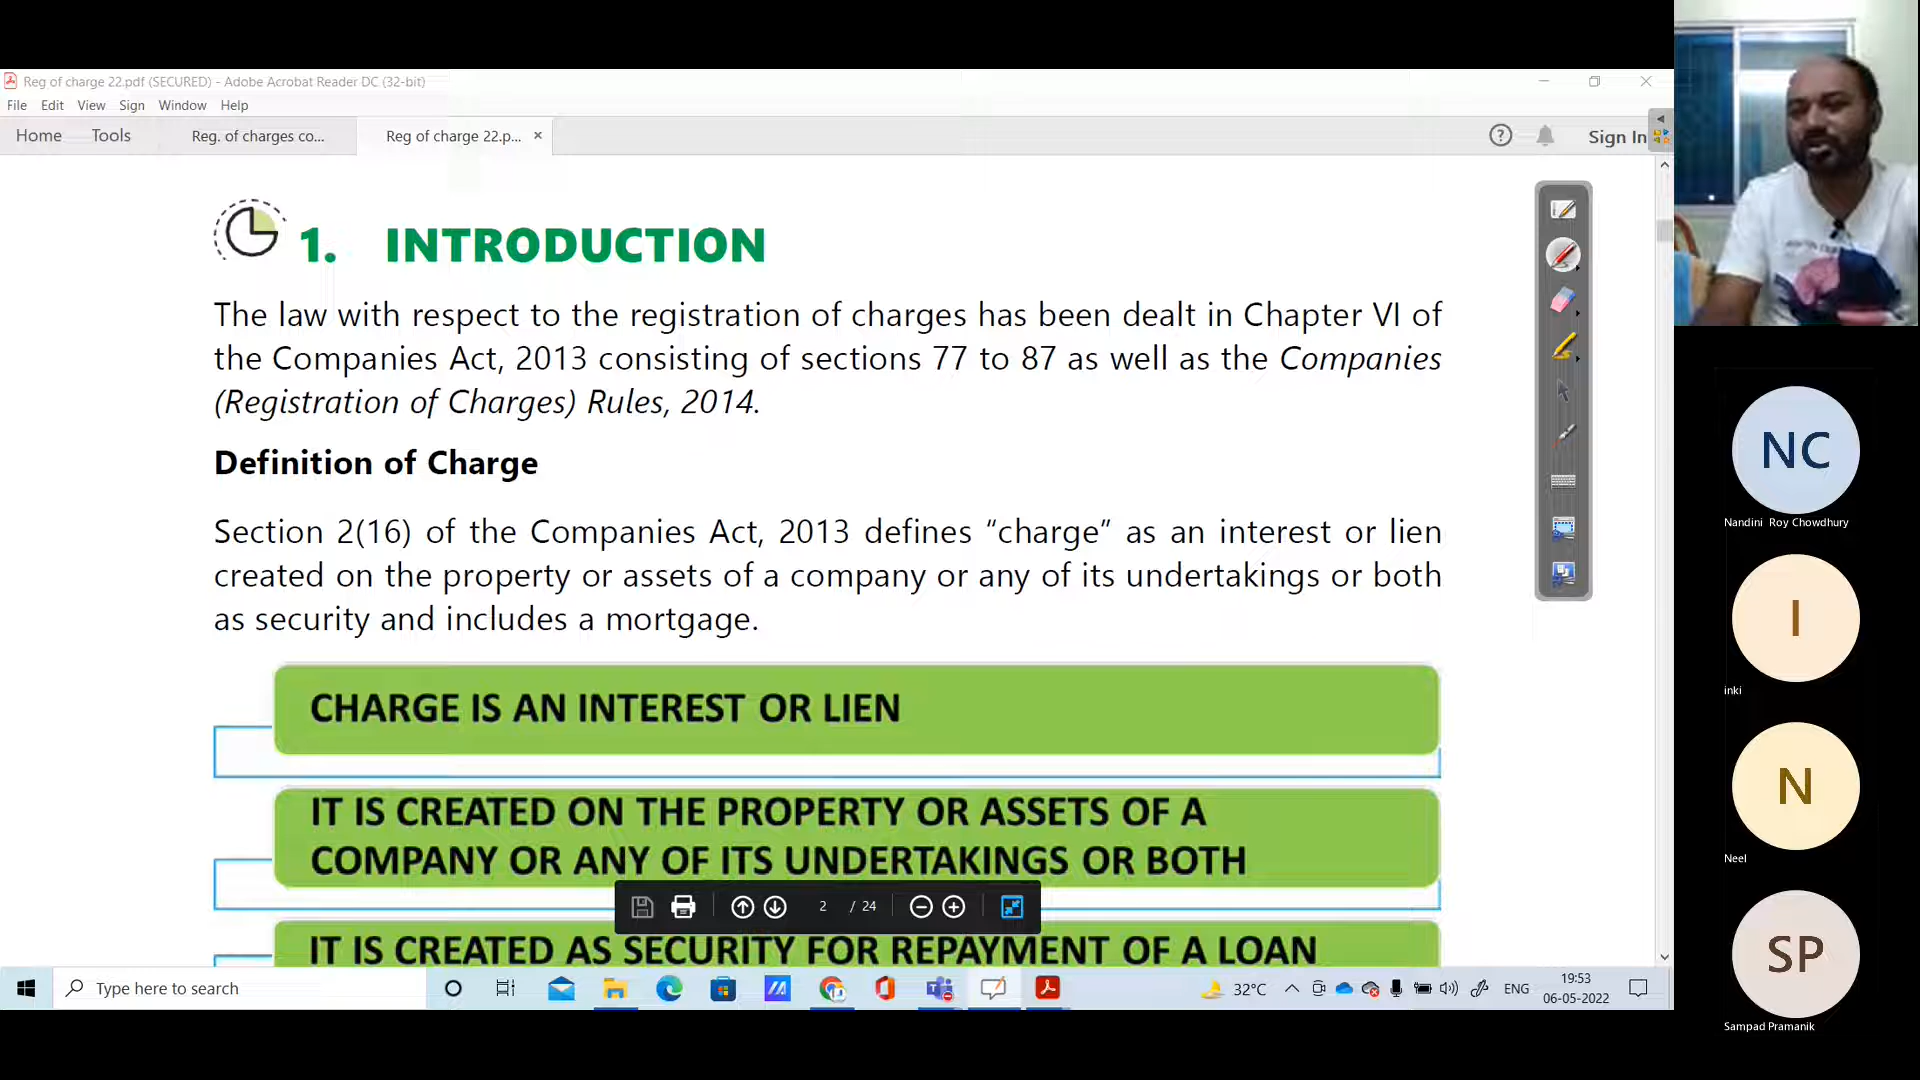 Reg of charge 22.pdf (SECURED) - Adobe Acrobat Reader DC (32-bit)
File Edit View Sign Window Help
Home Tools Reg. of charges co... Reg of charge 22.p... × Sign In
1. INTRODUCTION
The law with respect to the registration of charges has been dealt in Chapter VI of
the Companies Act, 2013 consisting of sections 77 to 87 as well as the Companies
(Registration of Charges) Rules, 2014.
Definition of Charge
Section 2(16) of the Companies Act, 2013 defines “charge” as an interest or lien
created on the property or assets of a company or any of its undertakings or both
as security and includes a mortgage.
CHARGE IS AN INTEREST OR LIEN
IT IS CREATED ON THE PROPERTY OR ASSETS OF A
COMPANY OR ANY OF ITS UNDERTAKINGS OR BOTH
2 / 24
IT IS CREATED AS SECURITY FOR REPAYMENT OF A LOAN
Type here to search
32°C
ENG
19:53
06-05-2022
NC
Nandini Roy Chowdhury
I
inki
N
Neel
SP
Sampad Pramanik